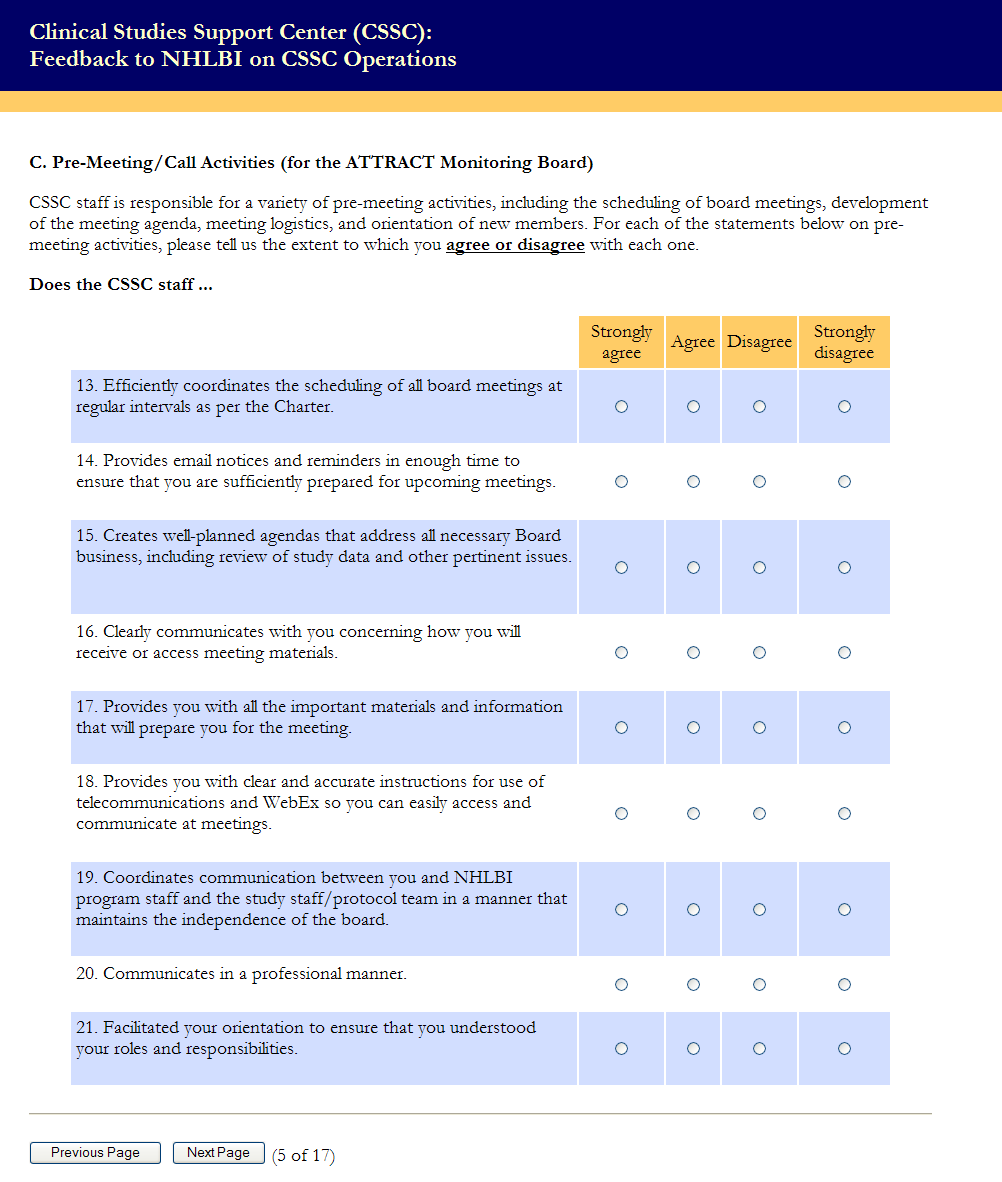 Clinical Studies Support Center (CSSC):
Feedback to NHLBI on CSSC Operations
C. Pre-Meeting/Call Activities (for the ATTRACT Monitoring Board)
CSSC staff is responsible for a variety of pre-meeting activities, including the scheduling of board meetings, development
of the meeting agenda, meeting logistics, and orientation of new members. For each of the statements below on pre-
meeting activities, please tell us the extent to which you agree or disagree with each one.
Does the CSSC staff ...
Strongly
agree
Agree
Disagree
Strongly
disagree
13. Efficiently coordinates the scheduling of all board meetings at
regular intervals as per the Charter.
14. Provides email notices and reminders in enough time to
ensure that you are sufficiently prepared for upcoming meetings.
15. Creates well-planned agendas that address all necessary Board
business, including review of study data and other pertinent issues.
16. Clearly communicates with you concerning how you will
receive or access meeting materials.
17. Provides you with all the important materials and information
that will prepare you for the meeting.
18. Provides you with clear and accurate instructions for use of
telecommunications and WebEx so you can easily access and
communicate at meetings.
19. Coordinates communication between you and NHLBI
program staff and the study staff/protocol team in a manner that
maintains the independence of the board.
20. Communicates in a professional manner.
21. Facilitated your orientation to ensure that you understood
your roles and responsibilities.
Previous Page Next Page (5 of 17)